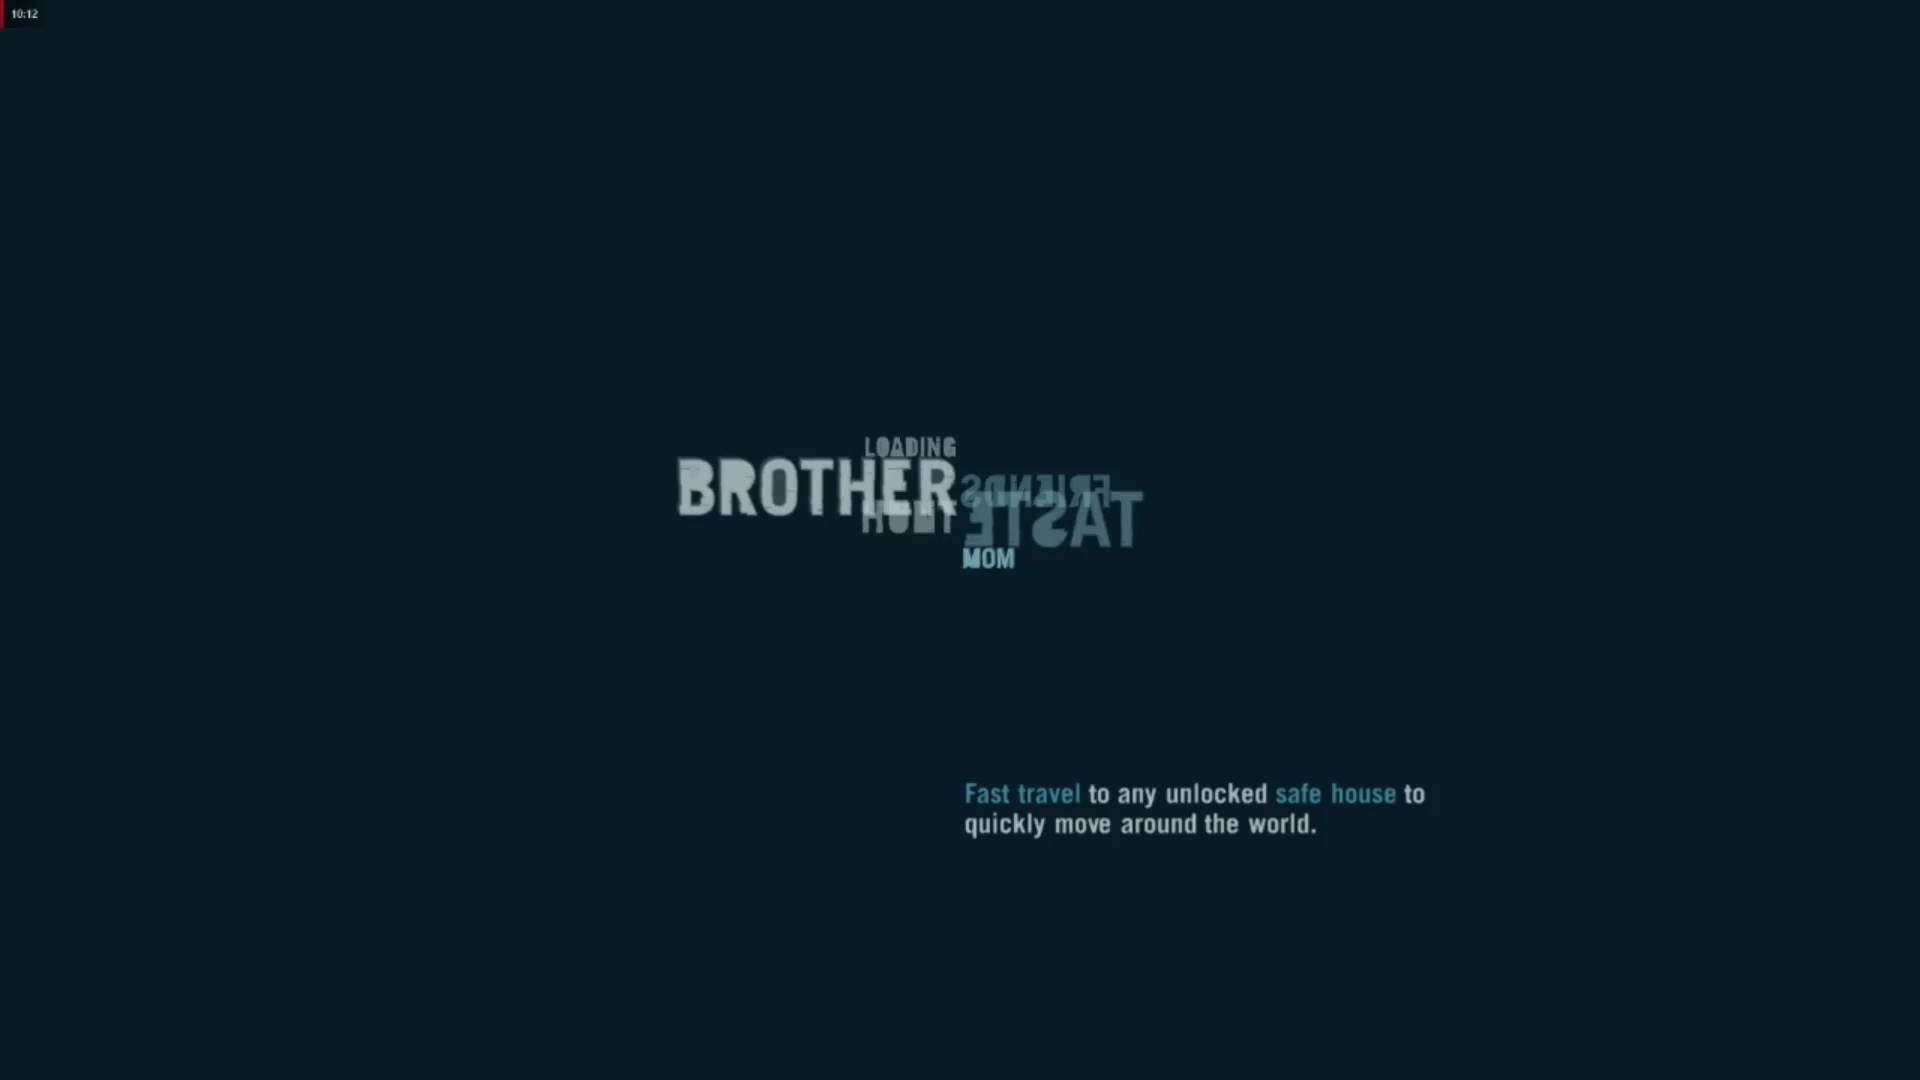 10:12
LOADING
BROTHER
FRIENDS
TASTE
MOM
Fast travel to any unlocked safe house to
quickly move around the world.